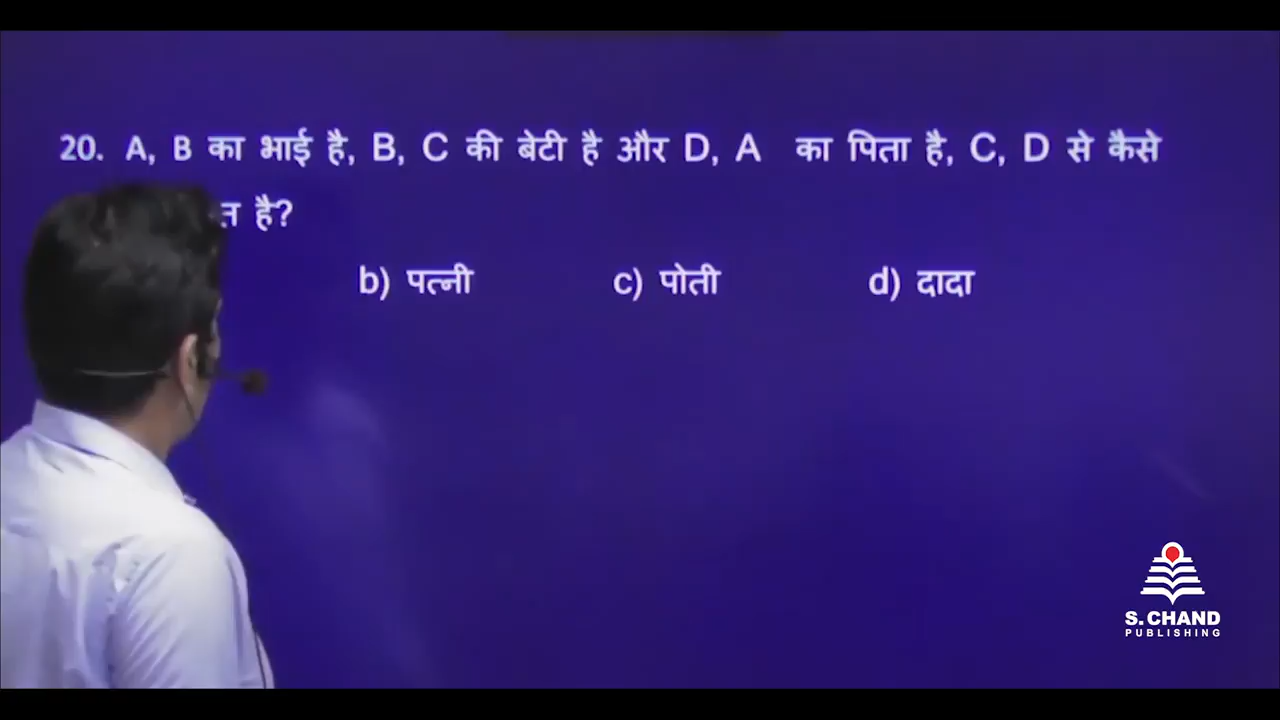 20. A, B का भाई है, B, C की बेटी है और D, A का पिता है, C, D से कैसे
है?
b) पत्नी c) पोती d) दादा
S. CHAND
PUBLISHING